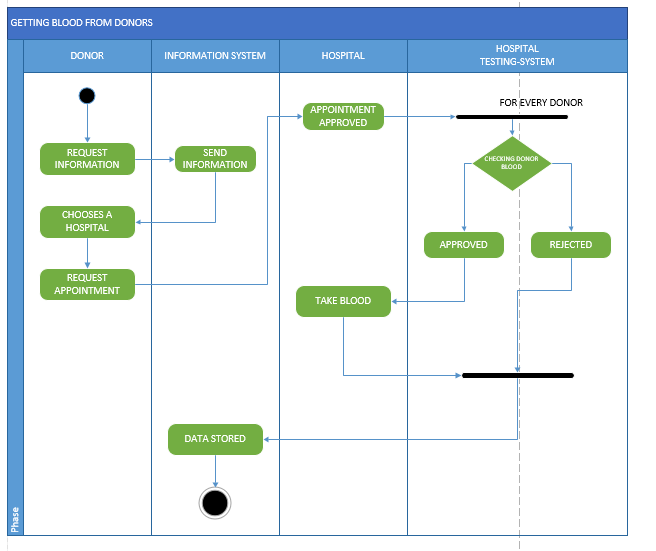 GETTING BLOOD FROM DONORS
DONOR
INFORMATION SYSTEM
HOSPITAL
HOSPITAL
TESTING-SYSTEM
FOR EVERY DONOR
APPOINTMENT
APPROVED
REQUEST
INFORMATION
SEND
INFORMATION
CHECKING DONOR
BLOOD
CHOOSES A
HOSPITAL
APPROVED
REJECTED
REQUEST
APPOINTMENT
TAKE BLOOD
DATA STORED
Phase